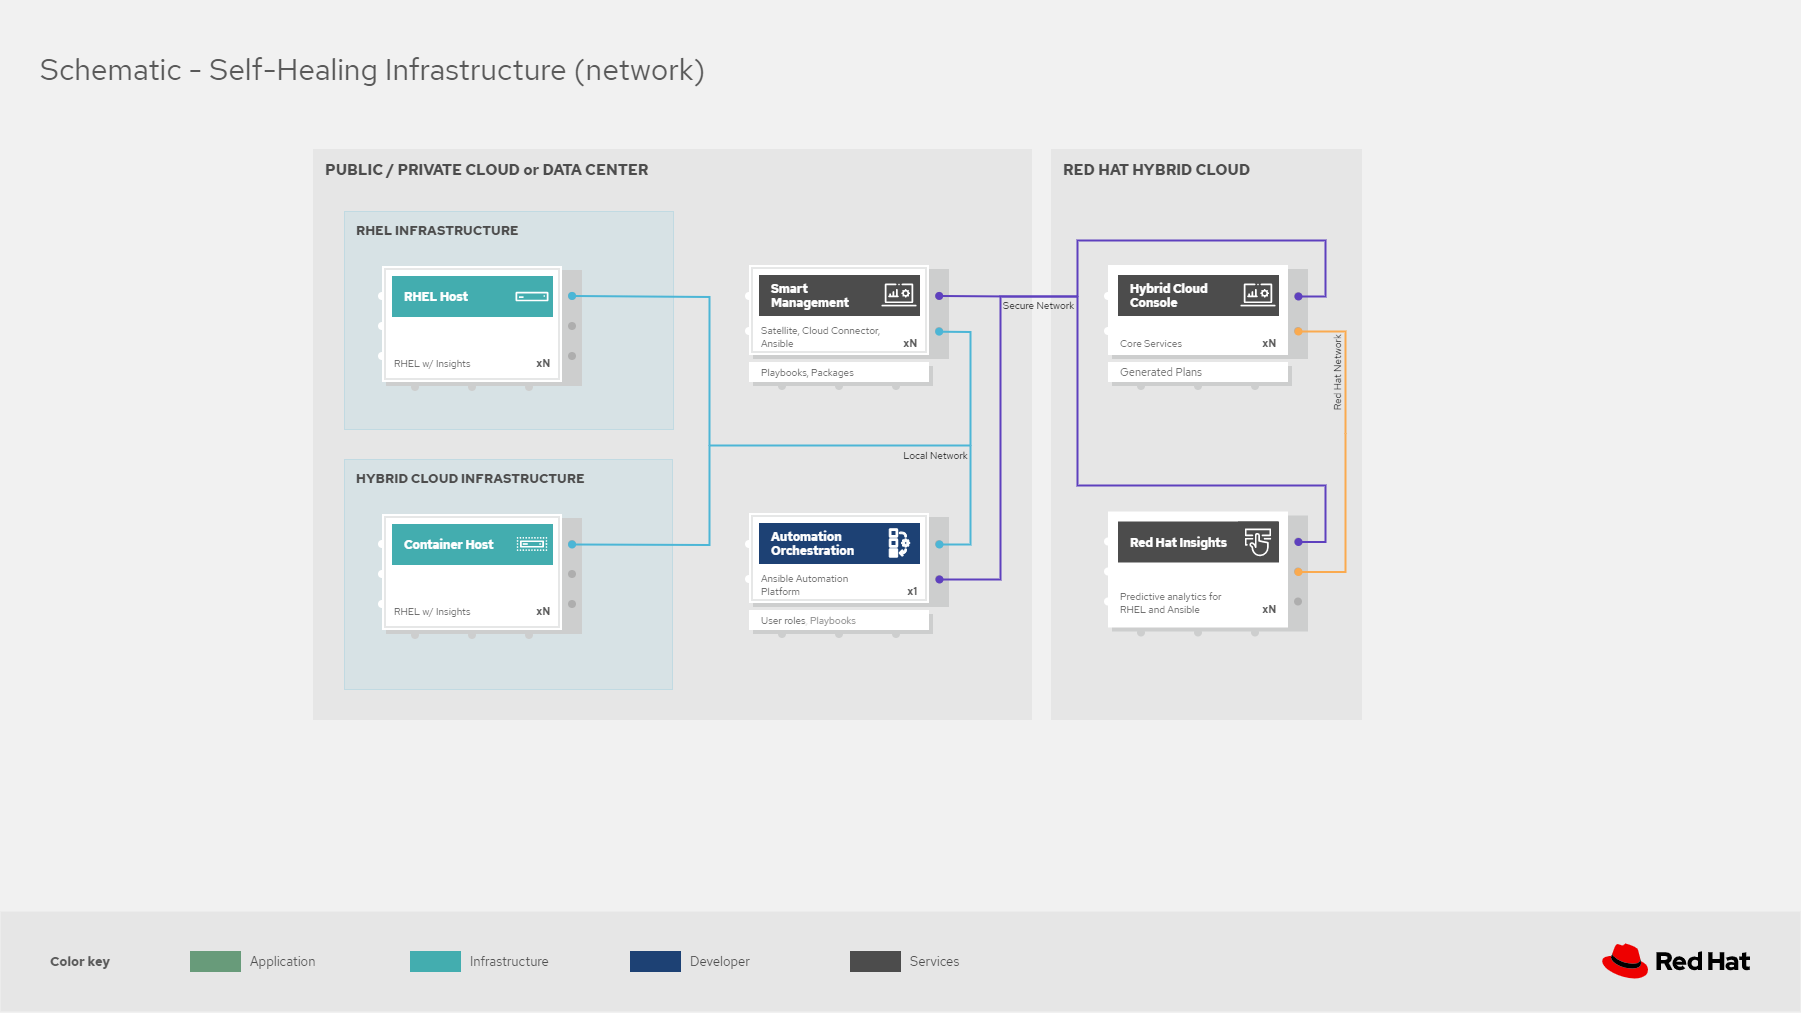 Schematic - Self-Healing Infrastructure (network)
PUBLIC / PRIVATE CLOUD or DATA CENTER
RHEL INFRASTRUCTURE
RHEL Host
RHEL w/ Insights
xN
HYBRID CLOUD INFRASTRUCTURE
Container Host
RHEL w/ Insights
xN
Smart
Management
Satellite, Cloud Connector,
Ansible
xN
Playbooks, Packages
Local Network
Automation
Orchestration
Ansible Automation
Platform
x1
User roles, Playbooks
Secure Network
RED HAT HYBRID CLOUD
Hybrid Cloud
Console
Core Services
xN
Generated Plans
Red Hat Network
Red Hat Insights
Predictive analytics for
RHEL and Ansible
xN
Color key
Application
Infrastructure
Developer
Services
Red Hat